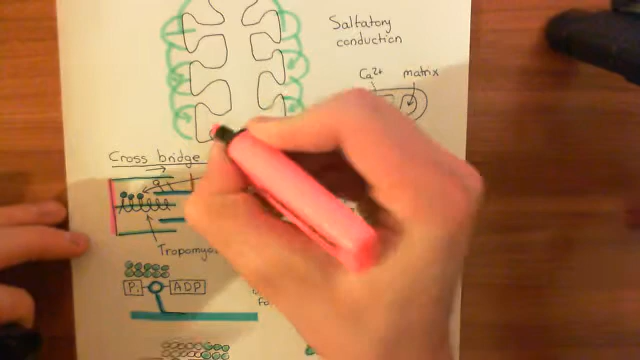 Saltatory
conduction
Ca²⁺ matrix
Cross bridge
Pi ADP